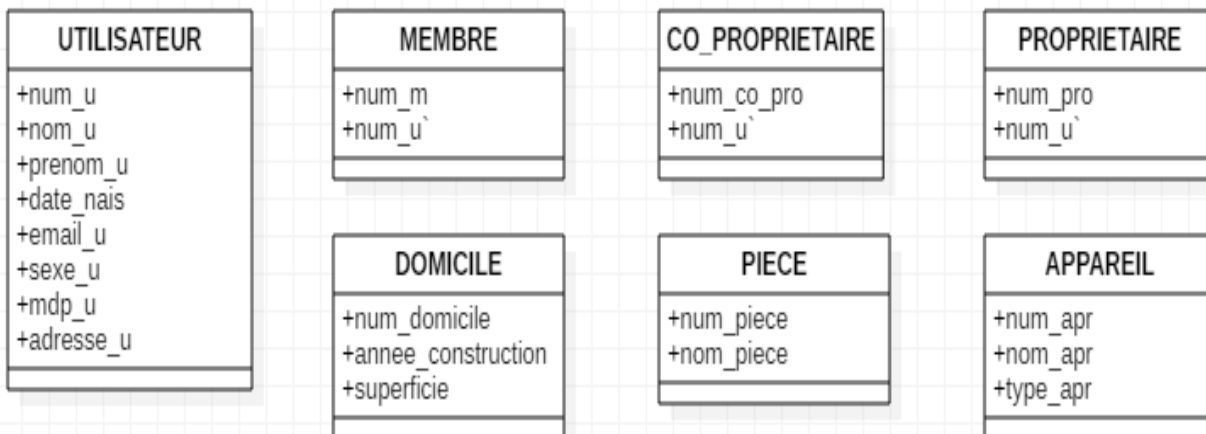 UTILISATEUR
+num_u
+nom_u
+prenom_u
+date_nais
+email_u
+sexe_u
+mdp_u
+adresse_u
MEMBRE
+num_m
+num_u`
CO_PROPRIETAIRE
+num_co_pro
+num_u`
PROPRIETAIRE
+num_pro
+num_u`
DOMICILE
+num_domicile
+annee_construction
+superficie
PIECE
+num_piece
+nom_piece
APPAREIL
+num_apr
+nom_apr
+type_apr